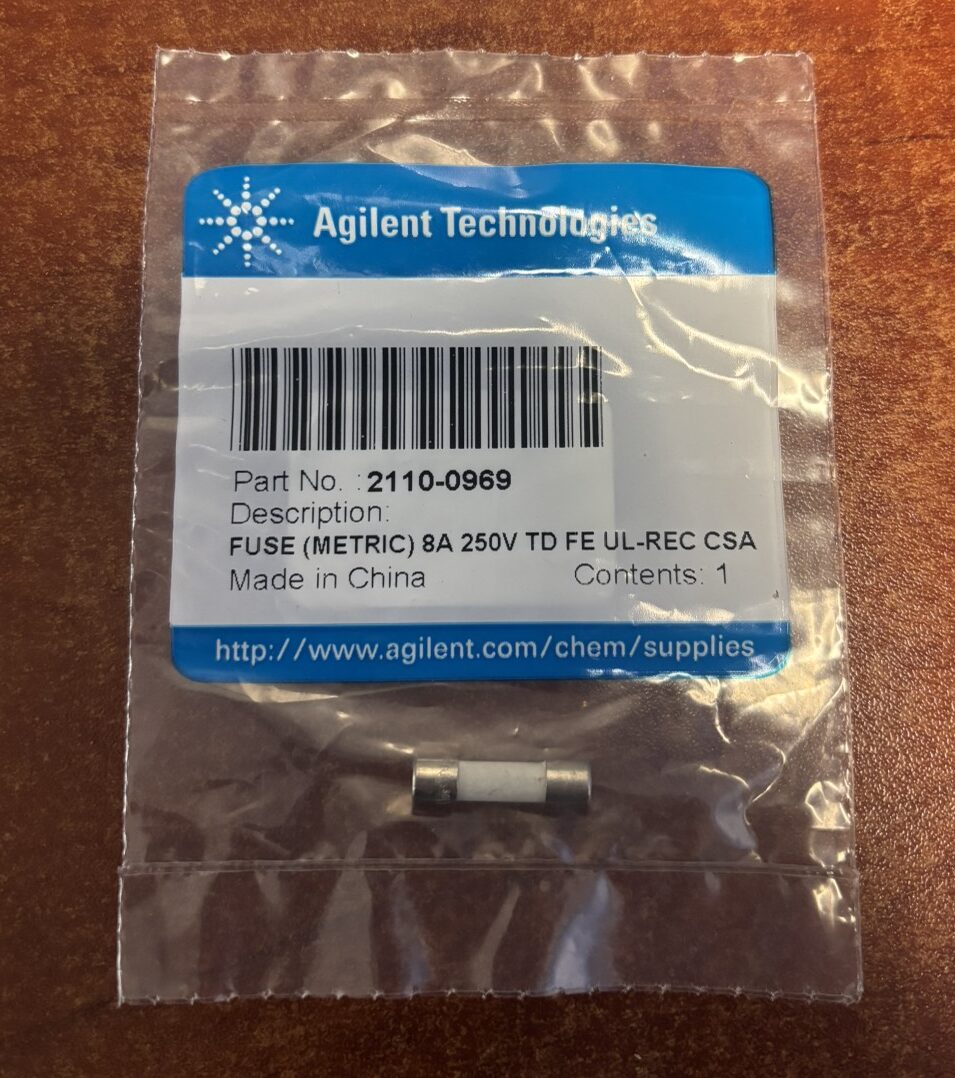 Agilent Technologies
Part No. : 2110-0969
Description:
FUSE (METRIC) 8A 250V TD FE UL-REC CSA
Made in China Contents: 1
http://www.agilent.com/chem/supplies